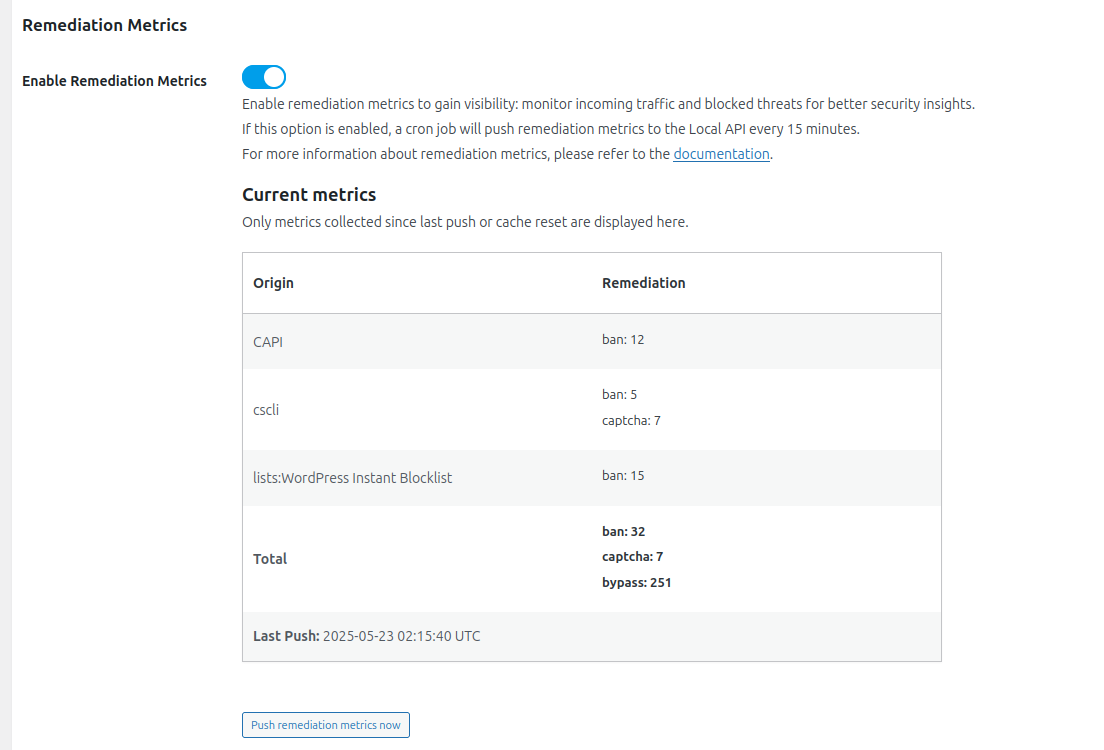 Remediation Metrics
Enable Remediation Metrics
Enable remediation metrics to gain visibility: monitor incoming traffic and blocked threats for better security insights.
If this option is enabled, a cron job will push remediation metrics to the Local API every 15 minutes.
For more information about remediation metrics, please refer to the documentation.
Current metrics
Only metrics collected since last push or cache reset are displayed here.
Origin Remediation
CAPI ban: 12
cscli ban: 5
captcha: 7
lists:WordPress Instant Blocklist ban: 15
Total ban: 32
captcha: 7
bypass: 251
Last Push: 2025-05-23 02:15:40 UTC
Push remediation metrics now